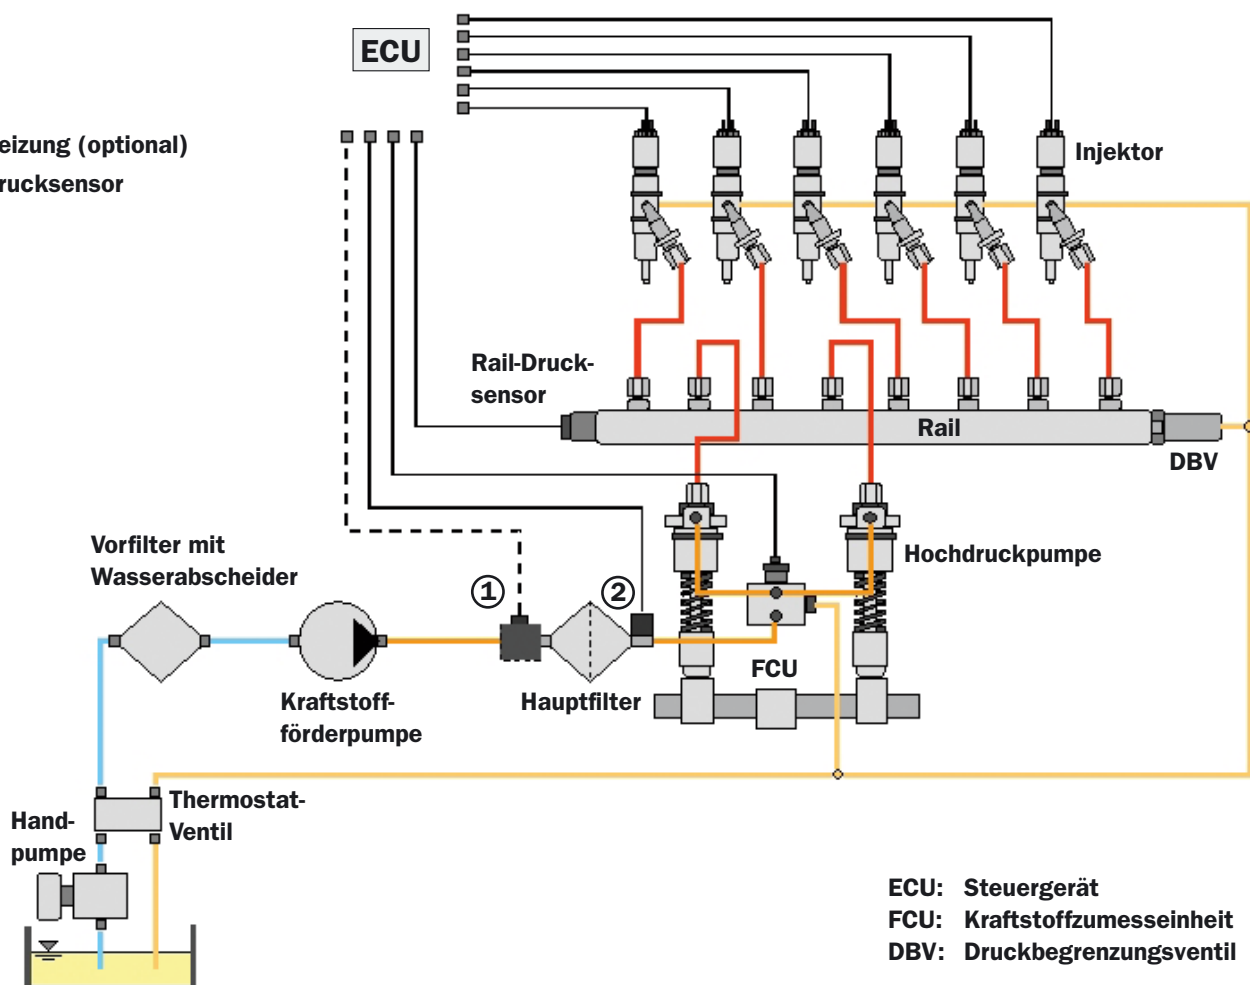 ECU
eizung (optional)
rucksensor
Injektor
Rail-Druck-
sensor
Rail
DBV
Vorfilter mit
Wasserabscheider
1
2
Hochdruckpumpe
Kraftstoff-
förderpumpe
Hauptfilter
FCU
Thermostat-
Ventil
Hand-
pumpe
ECU: Steuergerät
FCU: Kraftstoffzumesseinheit
DBV: Druckbegrenzungsventil